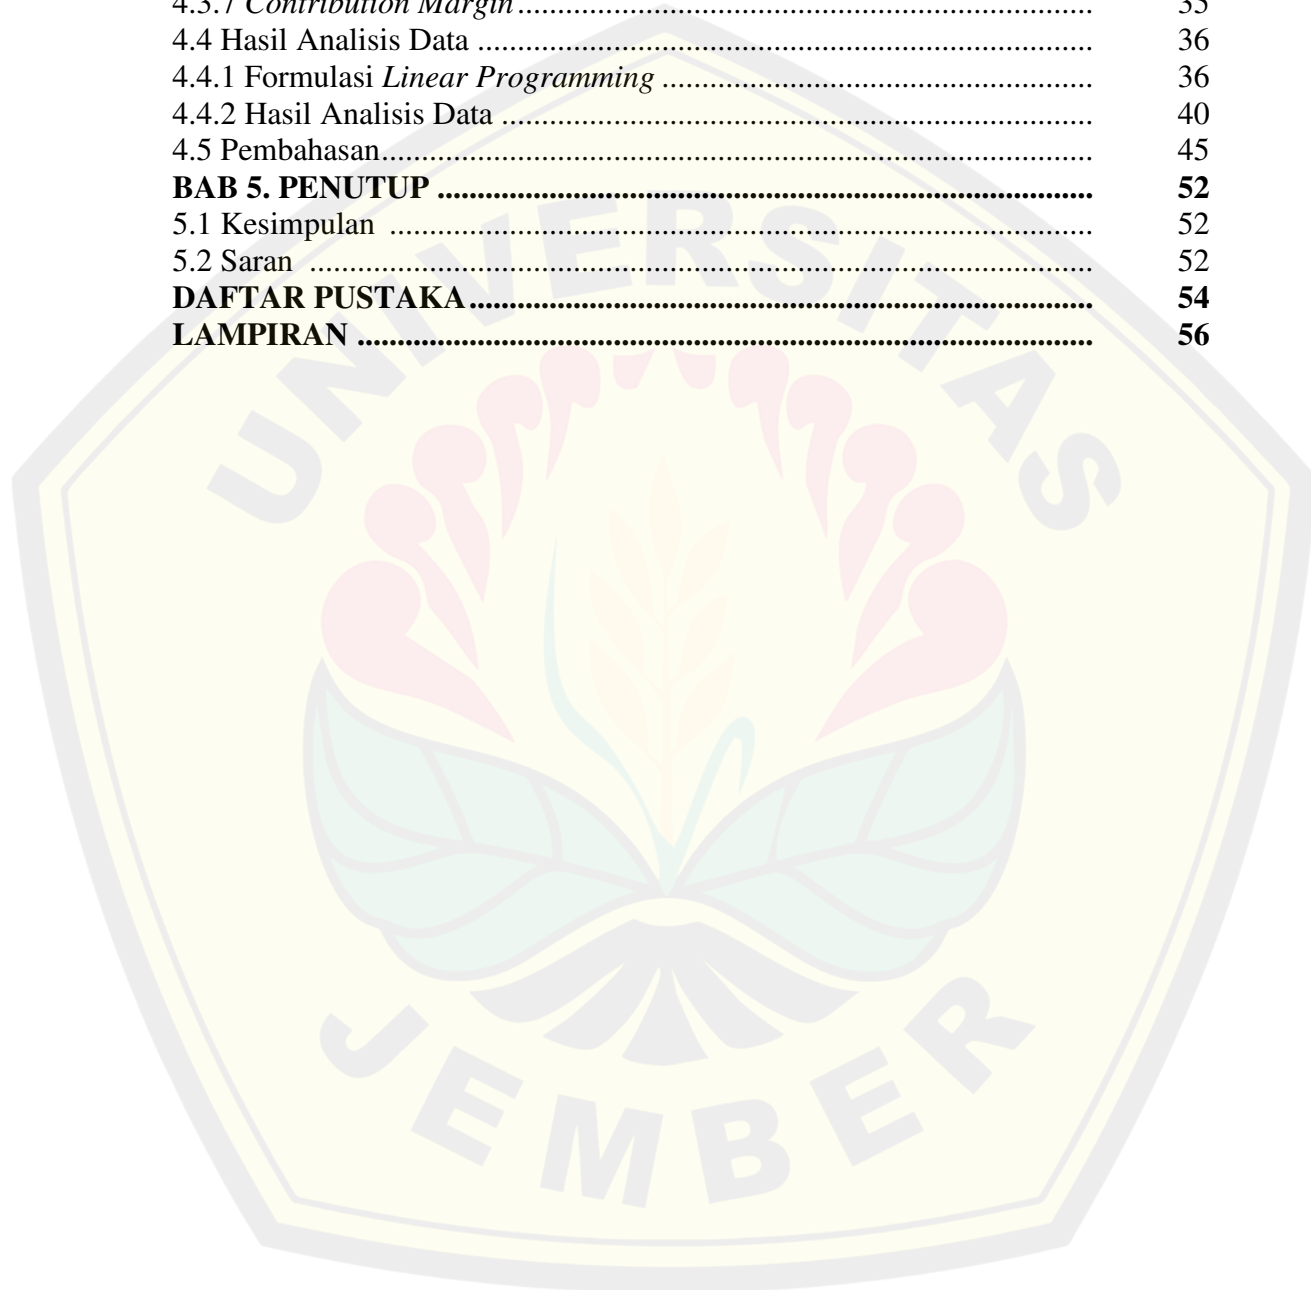 4.3.7 Contribution Margin ........................................................................ 35
4.4 Hasil Analisis Data ............................................................................. 36
4.4.1 Formulasi Linear Programming ...................................................... 36
4.4.2 Hasil Analisis Data .......................................................................... 40
4.5 Pembahasan......................................................................................... 45
BAB 5. PENUTUP .................................................................................. 52
5.1 Kesimpulan ........................................................................................ 52
5.2 Saran .................................................................................................. 52
DAFTAR PUSTAKA.............................................................................. 54
LAMPIRAN ............................................................................................ 56
UNIVERSITAS
JEMBER